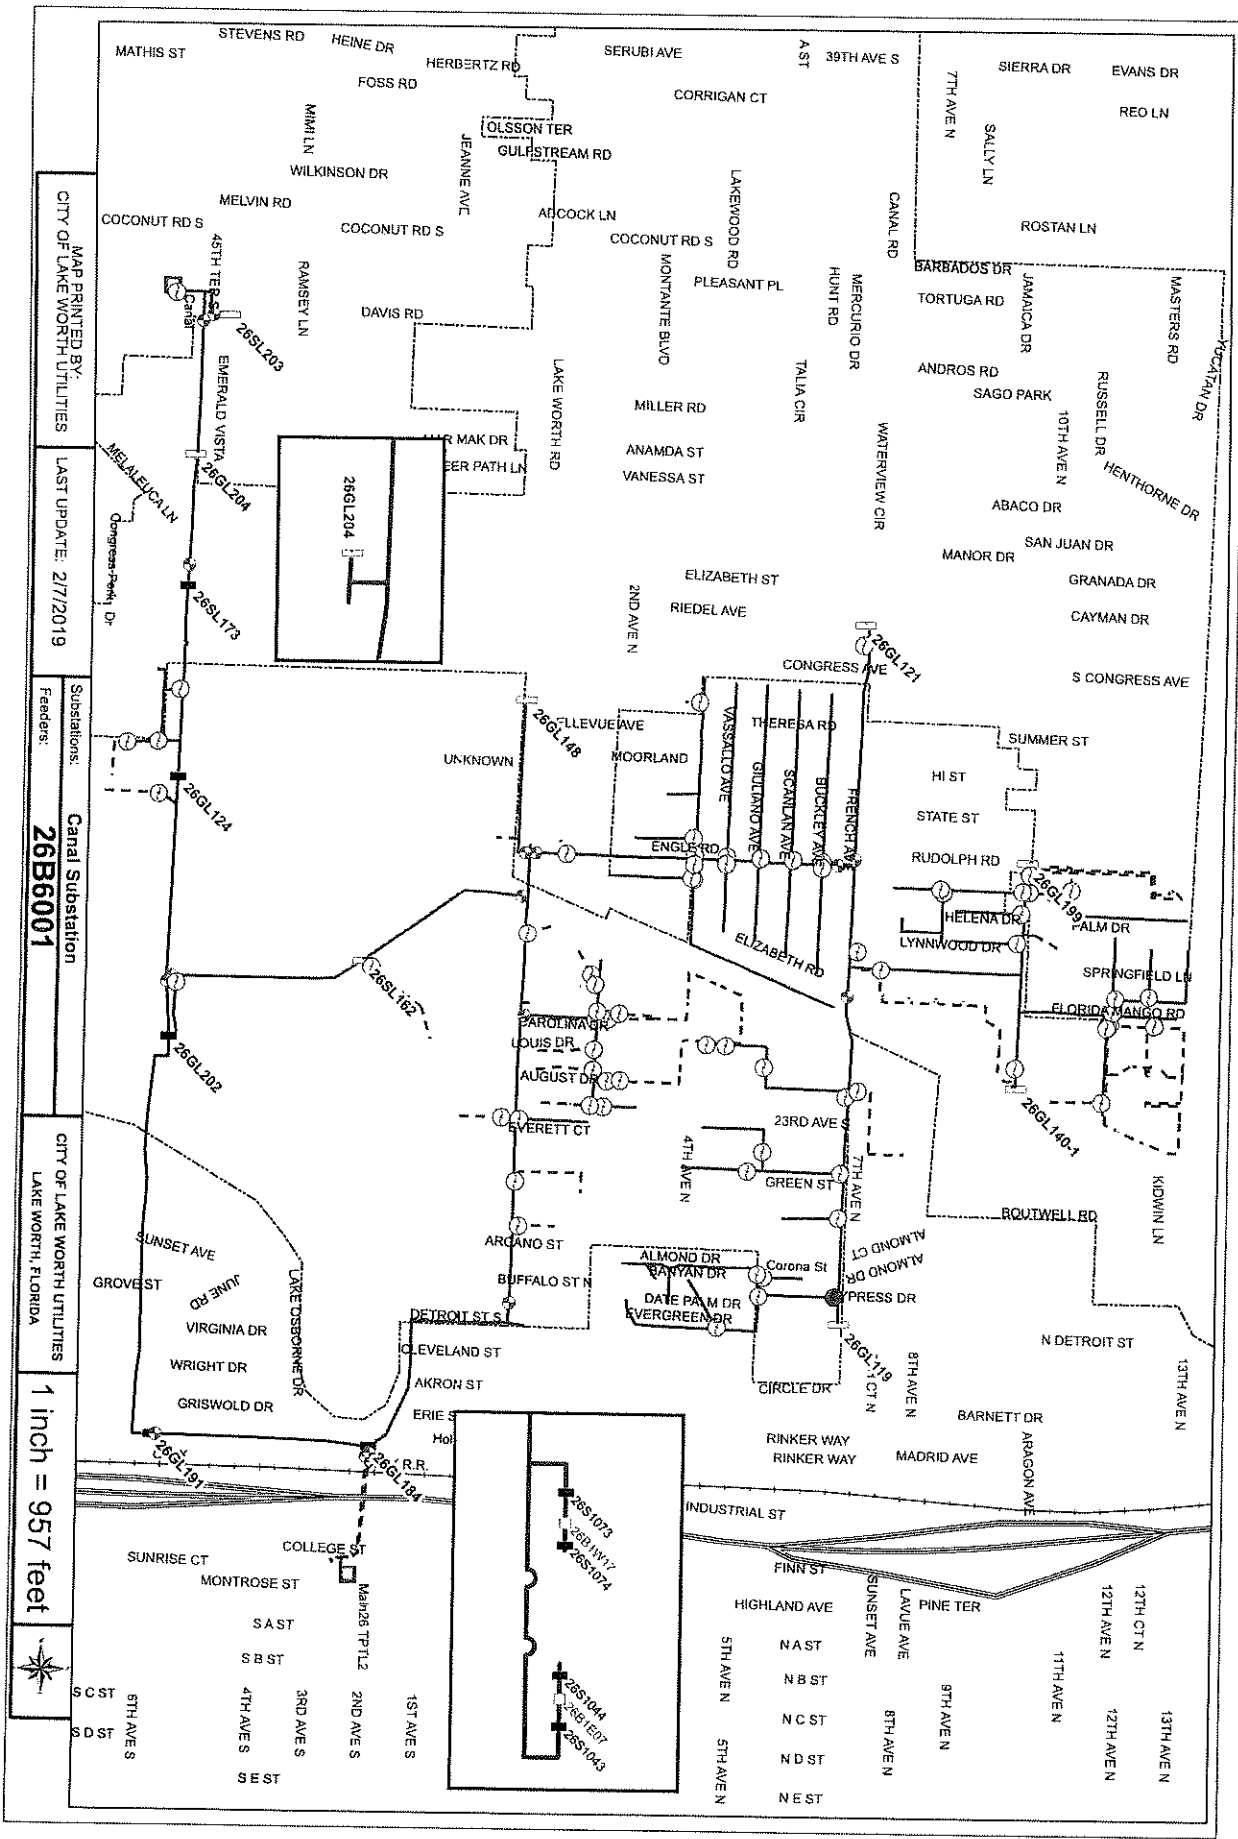 MATHIS ST
STEVENS RD
HEINE DR
HERBERTZ RD
FOSS RD
SERUBI AVE
A ST
39TH AVE S
SIERRA DR
EVANS DR
REO LN
7TH AVE N
CORRIGAN CT
MIMI LN
OLSSON TER
GULFSTREAM RD
JEANNE AVE
SALLY LN
WILKINSON DR
MELVIN RD
COCONUT RD S
COCONUT RD S
ADCOCK LN
COCONUT RD S
LAKEWOOD RD
CANAL RD
ROSTAN LN
45TH TER S
Canal
26SL203
RAMSEY LN
DAVIS RD
MONTANTE BLVD
PLEASANT PL
HUNT RD
MERCURIO DR
BARBADOS DR
TORTUGA RD
JAMAICA DR
MASTERS RD
YUCATAN DR
EMERALD VISTA
LAKE WORTH RD
MILLER RD
TALIA CIR
ANDROS RD
SAGO PARK
RUSSELL DR
10TH AVE N
HENTHORNE DR
R MAK DR
EER PATH LN
ANAMDA ST
VANESSA ST
WATERVIEW CIR
ABACO DR
SAN JUAN DR
MANOR DR
GRANADA DR
CAYMAN DR
26GL204
26GL204
MELALEUCA LN
Congress Park Dr
26SL173
ELIZABETH ST
RIEDEL AVE
2ND AVE N
26GL121
CONGRESS AVE
S CONGRESS AVE
26GL148
ELLEVUE AVE
UNKNOWN
MOORLAND
VASSALLO AVE
THERESA RD
GIULIANO AVE
SCANLAN AVE
BUCKLEY AVE
FRENCH AVE
SUMMER ST
HI ST
STATE ST
RUDOLPH RD
26GL124
ENGLE RD
26GL199
HELENA DR
PALM DR
LYNNWOOD DR
ELIZABETH RD
SPRINGFIELD LN
FLORIDA MANGO RD
26SL162
26GL202
CAROLINA DR
LOUIS DR
AUGUST DR
EVERETT CT
23RD AVE S
26GL140-1
4TH AVE N
GREEN ST
7TH AVE N
KIDWIN LN
BOUTWELL RD
SUNSET AVE
GROVE ST
JUNE RD
LAKE OSBORNE DR
ARGANO ST
BUFFALO ST N
ALMOND DR
BANYAN DR
Corona St
ALMOND CT
ALMOND DR
DATE PALM DR
EVERGREEN DR
PRESS DR
26GL119
VIRGINIA DR
WRIGHT DR
GRISWOLD DR
DETROIT ST S
CLEVELAND ST
AKRON ST
ERIE S
Hol
CIRCLE DR
1 CT N
8TH AVE N
N DETROIT ST
13TH AVE N
BARNETT DR
26GL191
26GL184
R.R.
RINKER WAY
RINKER WAY
MADRID AVE
ARAGON AVE
INDUSTRIAL ST
26S1073
26B1W17
26S1074
26S1044
26B1E07
26S1043
SUNRISE CT
COLLEGE ST
MONTROSE ST
Main26 TPTL2
FINN ST
HIGHLAND AVE
SUNSET AVE
LAVUE AVE
PINE TER
12TH AVE N
12TH CT N
S A ST
S B ST
S C ST
S D ST
S E ST
6TH AVE S
4TH AVE S
3RD AVE S
2ND AVE S
1ST AVE S
5TH AVE N
5TH AVE N
N A ST
N B ST
N C ST
N D ST
N E ST
8TH AVE N
9TH AVE N
11TH AVE N
12TH AVE N
13TH AVE N
MAP PRINTED BY:
CITY OF LAKE WORTH UTILITIES
LAST UPDATE: 2/7/2019
Substations: Canal Substation
Feeders: 26B6001
CITY OF LAKE WORTH UTILITIES
LAKE WORTH, FLORIDA
1 inch = 957 feet